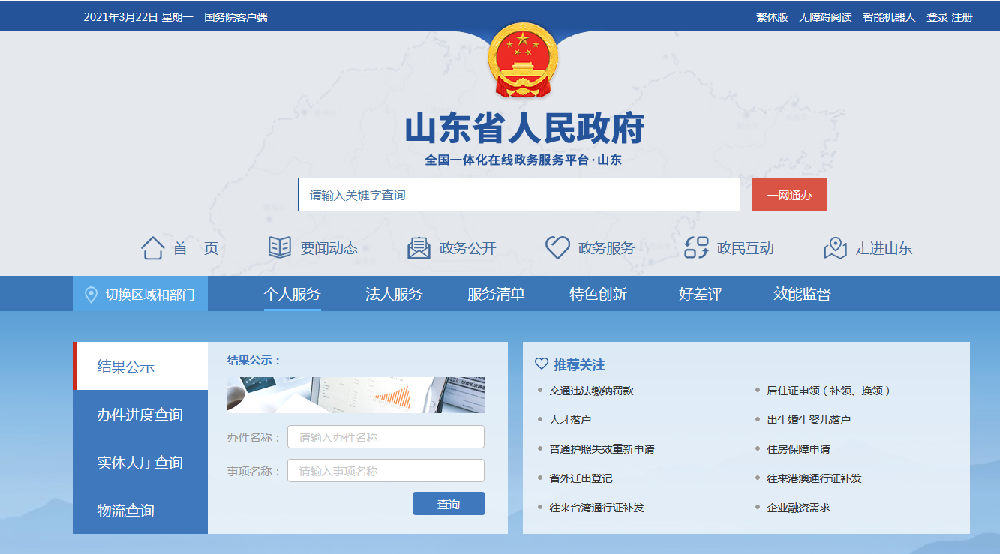 2021年3月22日 星期一 国务院客户端 繁体版 无障碍阅读 智能机器人 登录 注册
山东省人民政府
全国一体化在线政务服务平台·山东
请输入关键字查询 一网通办
首 页 要闻动态 政务公开 政务服务 政民互动 走进山东
切换区域和部门 个人服务 法人服务 服务清单 特色创新 好差评 效能监督
结果公示
办件进度查询
实体大厅查询
物流查询
结果公示：
办件名称： 请输入办件名称
事项名称： 请输入事项名称
查询
推荐关注
交通违法缴纳罚款 居住证申领（补领、换领）
人才落户 出生婚生婴儿落户
普通护照失效重新申请 住房保障申请
省外迁出登记 往来港澳通行证补发
往来台湾通行证补发 企业融资需求